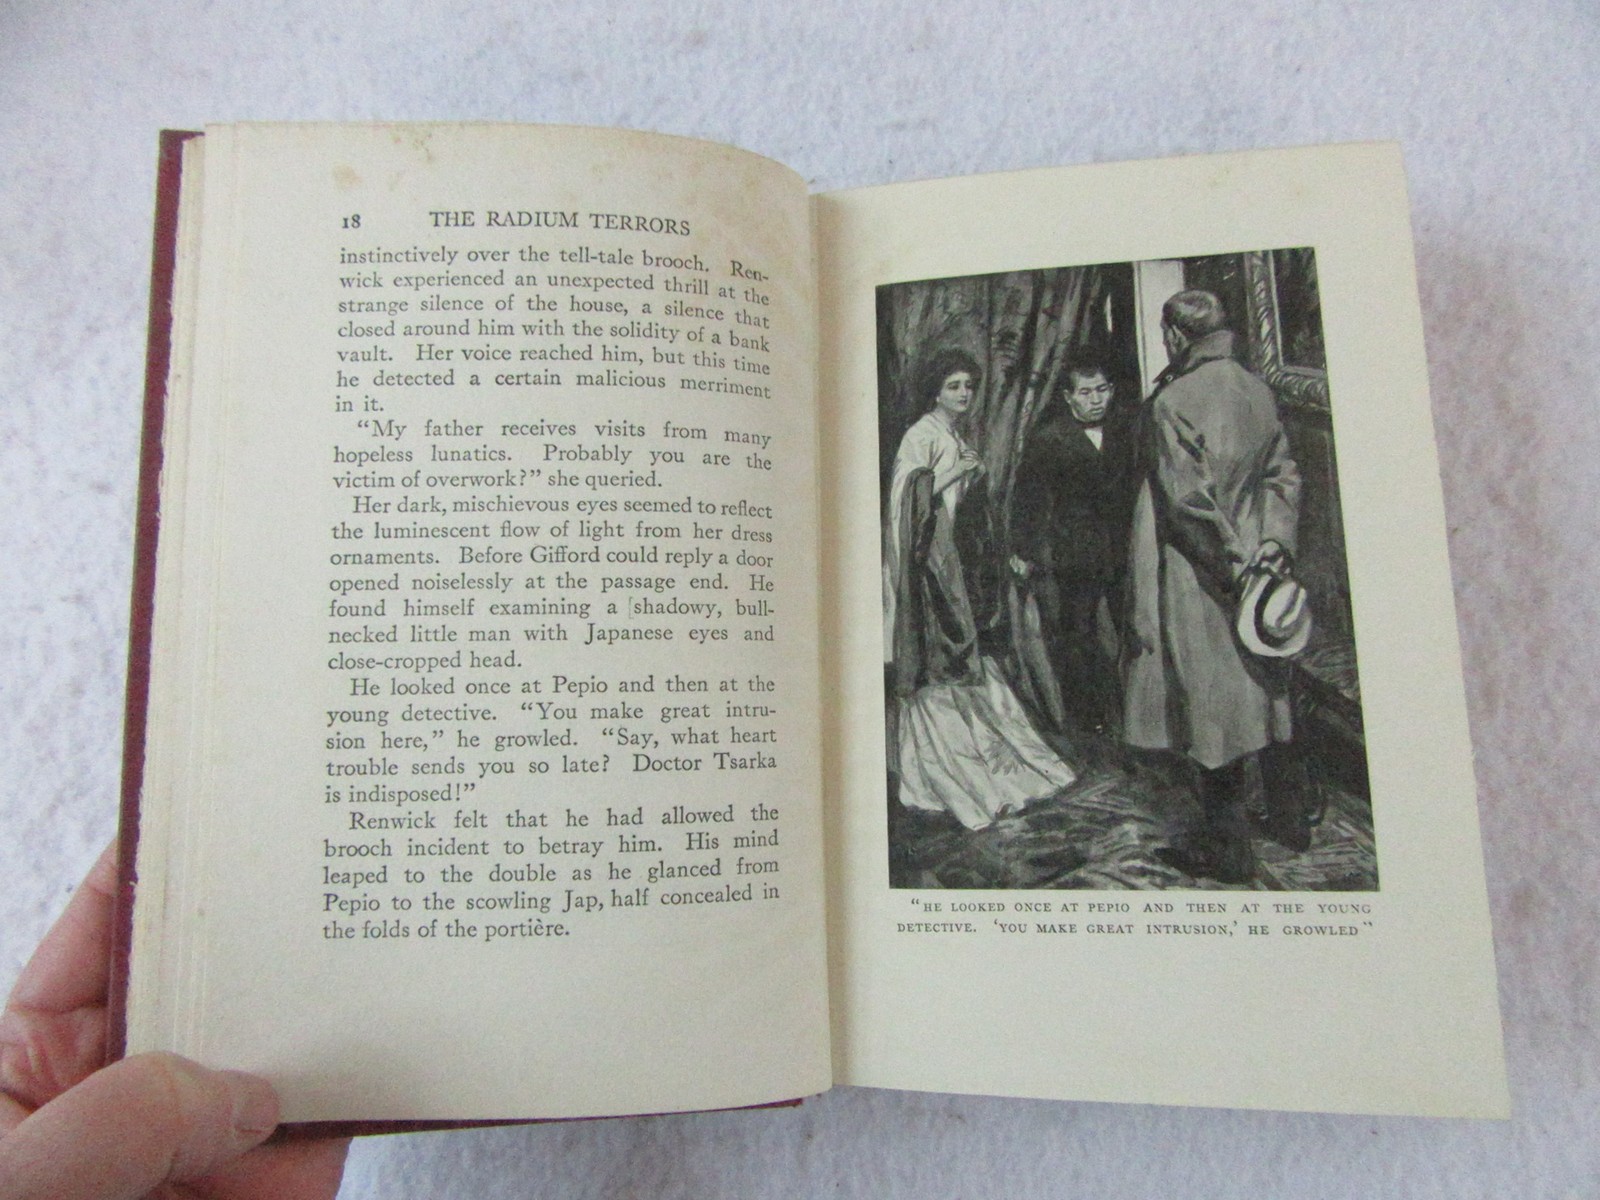 18 THE RADIUM TERRORS
instinctively over the tell-tale brooch. Ren-
wick experienced an unexpected thrill at the
strange silence of the house, a silence that
closed around him with the solidity of a bank
vault. Her voice reached him, but this time
he detected a certain malicious merriment
in it.
“My father receives visits from many
hopeless lunatics. Probably you are the
victim of overwork?” she queried.
Her dark, mischievous eyes seemed to reflect
the luminescent flow of light from her dress
ornaments. Before Gifford could reply a door
opened noiselessly at the passage end. He
found himself examining a [shadowy, bull-
necked little man with Japanese eyes and
close-cropped head.
He looked once at Pepio and then at the
young detective. “You make great intru-
sion here,” he growled. “Say, what heart
trouble sends you so late? Doctor Tsarka
is indisposed!”
Renwick felt that he had allowed the
brooch incident to betray him. His mind
leaped to the double as he glanced from
Pepio to the scowling Jap, half concealed in
the folds of the portière.
“HE LOOKED ONCE AT PEPIO AND THEN AT THE YOUNG
DETECTIVE. ‘YOU MAKE GREAT INTRUSION,’ HE GROWLED”